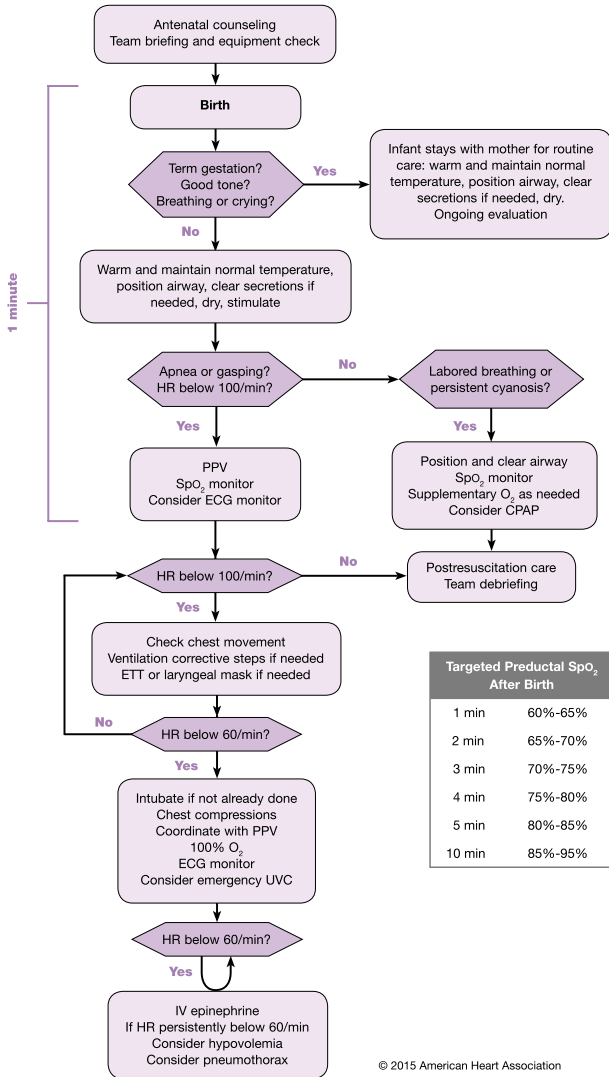 Antenatal counseling
Team briefing and equipment check
1 minute
Birth
Term gestation?
Good tone?
Breathing or crying?
Yes
Infant stays with mother for routine
care: warm and maintain normal
temperature, position airway, clear
secretions if needed, dry.
Ongoing evaluation
No
Warm and maintain normal temperature,
position airway, clear secretions if
needed, dry, stimulate
Apnea or gasping?
HR below 100/min?
No
Labored breathing or
persistent cyanosis?
Yes
Yes
PPV
SpO₂ monitor
Consider ECG monitor
Position and clear airway
SpO₂ monitor
Supplementary O₂ as needed
Consider CPAP
HR below 100/min?
No
Postresuscitation care
Team debriefing
Yes
Check chest movement
Ventilation corrective steps if needed
ETT or laryngeal mask if needed
No
HR below 60/min?
Yes
Intubate if not already done
Chest compressions
Coordinate with PPV
100% O₂
ECG monitor
Consider emergency UVC
HR below 60/min?
Yes
IV epinephrine
If HR persistently below 60/min
Consider hypovolemia
Consider pneumothorax
Targeted Preductal SpO₂
After Birth
1 min 60%-65%
2 min 65%-70%
3 min 70%-75%
4 min 75%-80%
5 min 80%-85%
10 min 85%-95%
© 2015 American Heart Association